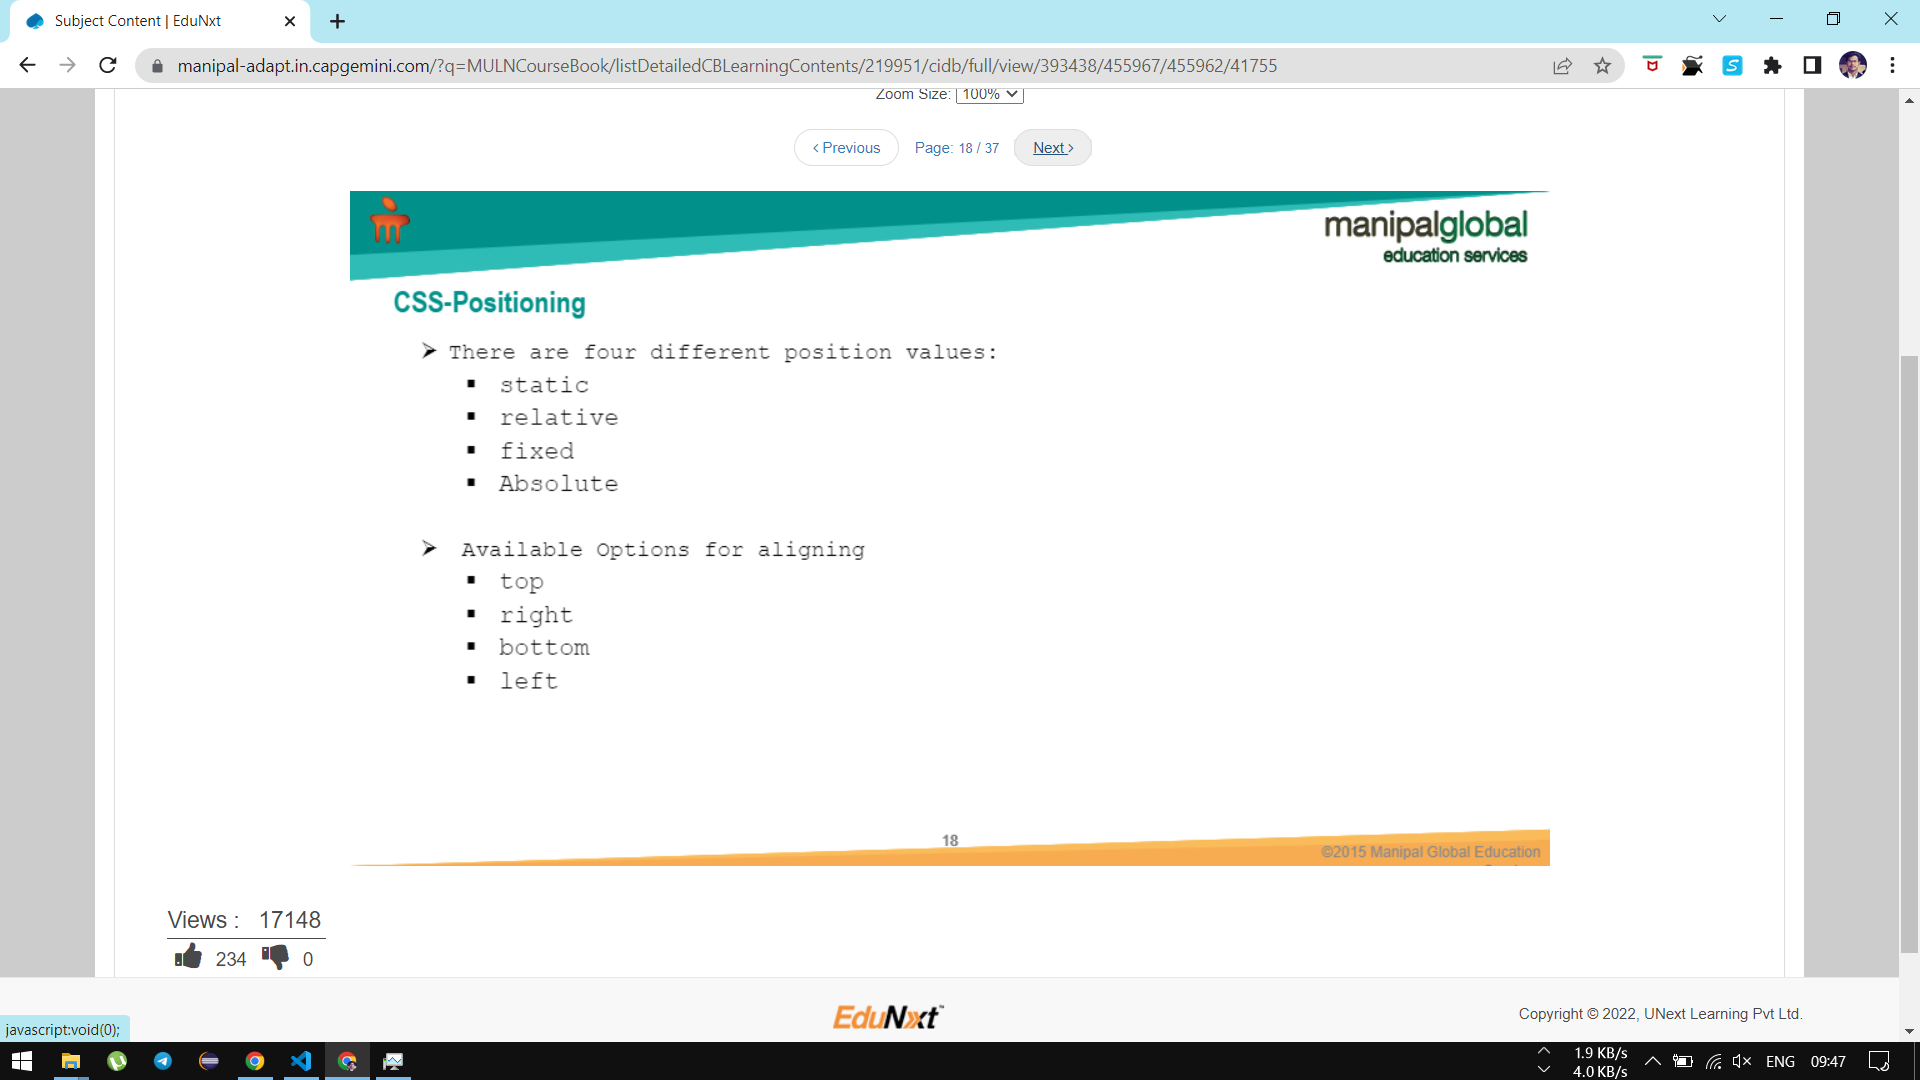 Subject Content | EduNxt
manipal-adapt.in.capgemini.com/?q=MULNCourseBook/listDetailedCBLearningContents/219951/cidb/full/view/393438/455967/455962/41755
Zoom Size: 100%
‹ Previous Page: 18 / 37 Next ›
manipalglobal
education services
CSS-Positioning
There are four different position values:
static
relative
fixed
Absolute
Available Options for aligning
top
right
bottom
left
18
©2015 Manipal Global Education
Views : 17148
234 0
EduNxt™
Copyright © 2022, UNext Learning Pvt Ltd.
javascript:void(0);
1.9 KB/s
4.0 KB/s
ENG 09:47